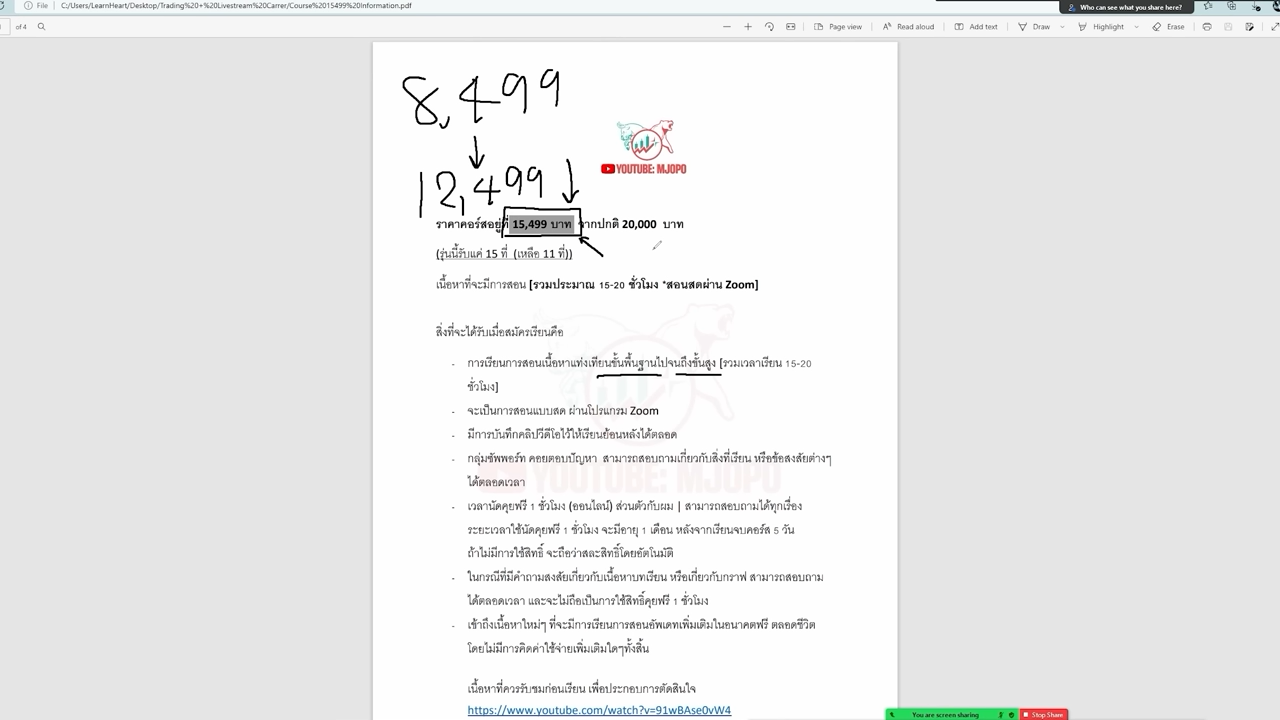 File | C:/Users/LearnHeart/Desktop/Trading%20+%20Livestream%20Carrer/Course%2015499%20Information.pdf
Who can see what you share here?
of 4
Page view
Read aloud
Add text
Draw
Highlight
Erase
8,499
12,499
YOUTUBE: MJOPO
ราคาคอร์สอยู่ที่ 15,499 บาท จากปกติ 20,000 บาท
(รุ่นนี้รับแค่ 15 ที่ (เหลือ 11 ที่))
เนื้อหาที่จะมีการสอน [รวมประมาณ 15-20 ชั่วโมง *สอนสดผ่าน Zoom]
สิ่งที่จะได้รับเมื่อสมัครเรียนคือ
- การเรียนการสอนเนื้อหาแท่งเทียนขั้นพื้นฐานไปจนถึงขั้นสูง [รวมเวลาเรียน 15-20
ชั่วโมง]
- จะเป็นการสอนแบบสด ผ่านโปรแกรม Zoom
- มีการบันทึกคลิปวีดีโอไว้ให้เรียนย้อนหลังได้ตลอด
- กลุ่มซัพพอร์ท คอยตอบปัญหา สามารถสอบถามเกี่ยวกับสิ่งที่เรียน หรือข้อสงสัยต่างๆ
ได้ตลอดเวลา
YOUTUBE: MJOPO
- เวลานัดคุยฟรี 1 ชั่วโมง (ออนไลน์) ส่วนตัวกับผม | สามารถสอบถามได้ทุกเรื่อง
ระยะเวลาใช้นัดคุยฟรี 1 ชั่วโมง จะมีอายุ 1 เดือน หลังจากเรียนจบคอร์ส 5 วัน
ถ้าไม่มีการใช้สิทธิ์ จะถือว่าสละสิทธิ์โดยอัตโนมัติ
- ในกรณีที่มีคำถามสงสัยเกี่ยวกับเนื้อหาบทเรียน หรือเกี่ยวกับกราฟ สามารถสอบถาม
ได้ตลอดเวลา และจะไม่ถือเป็นการใช้สิทธิ์คุยฟรี 1 ชั่วโมง
- เข้าถึงเนื้อหาใหม่ๆ ที่จะมีการเรียนการสอนอัพเดทเพิ่มเติมในอนาคตฟรี ตลอดชีวิต
โดยไม่มีการคิดค่าใช้จ่ายเพิ่มเติมใดๆทั้งสิ้น
เนื้อหาที่ควรรับชมก่อนเรียน เพื่อประกอบการตัดสินใจ
https://www.youtube.com/watch?v=91wBAse0vW4
You are screen sharing
Stop Share